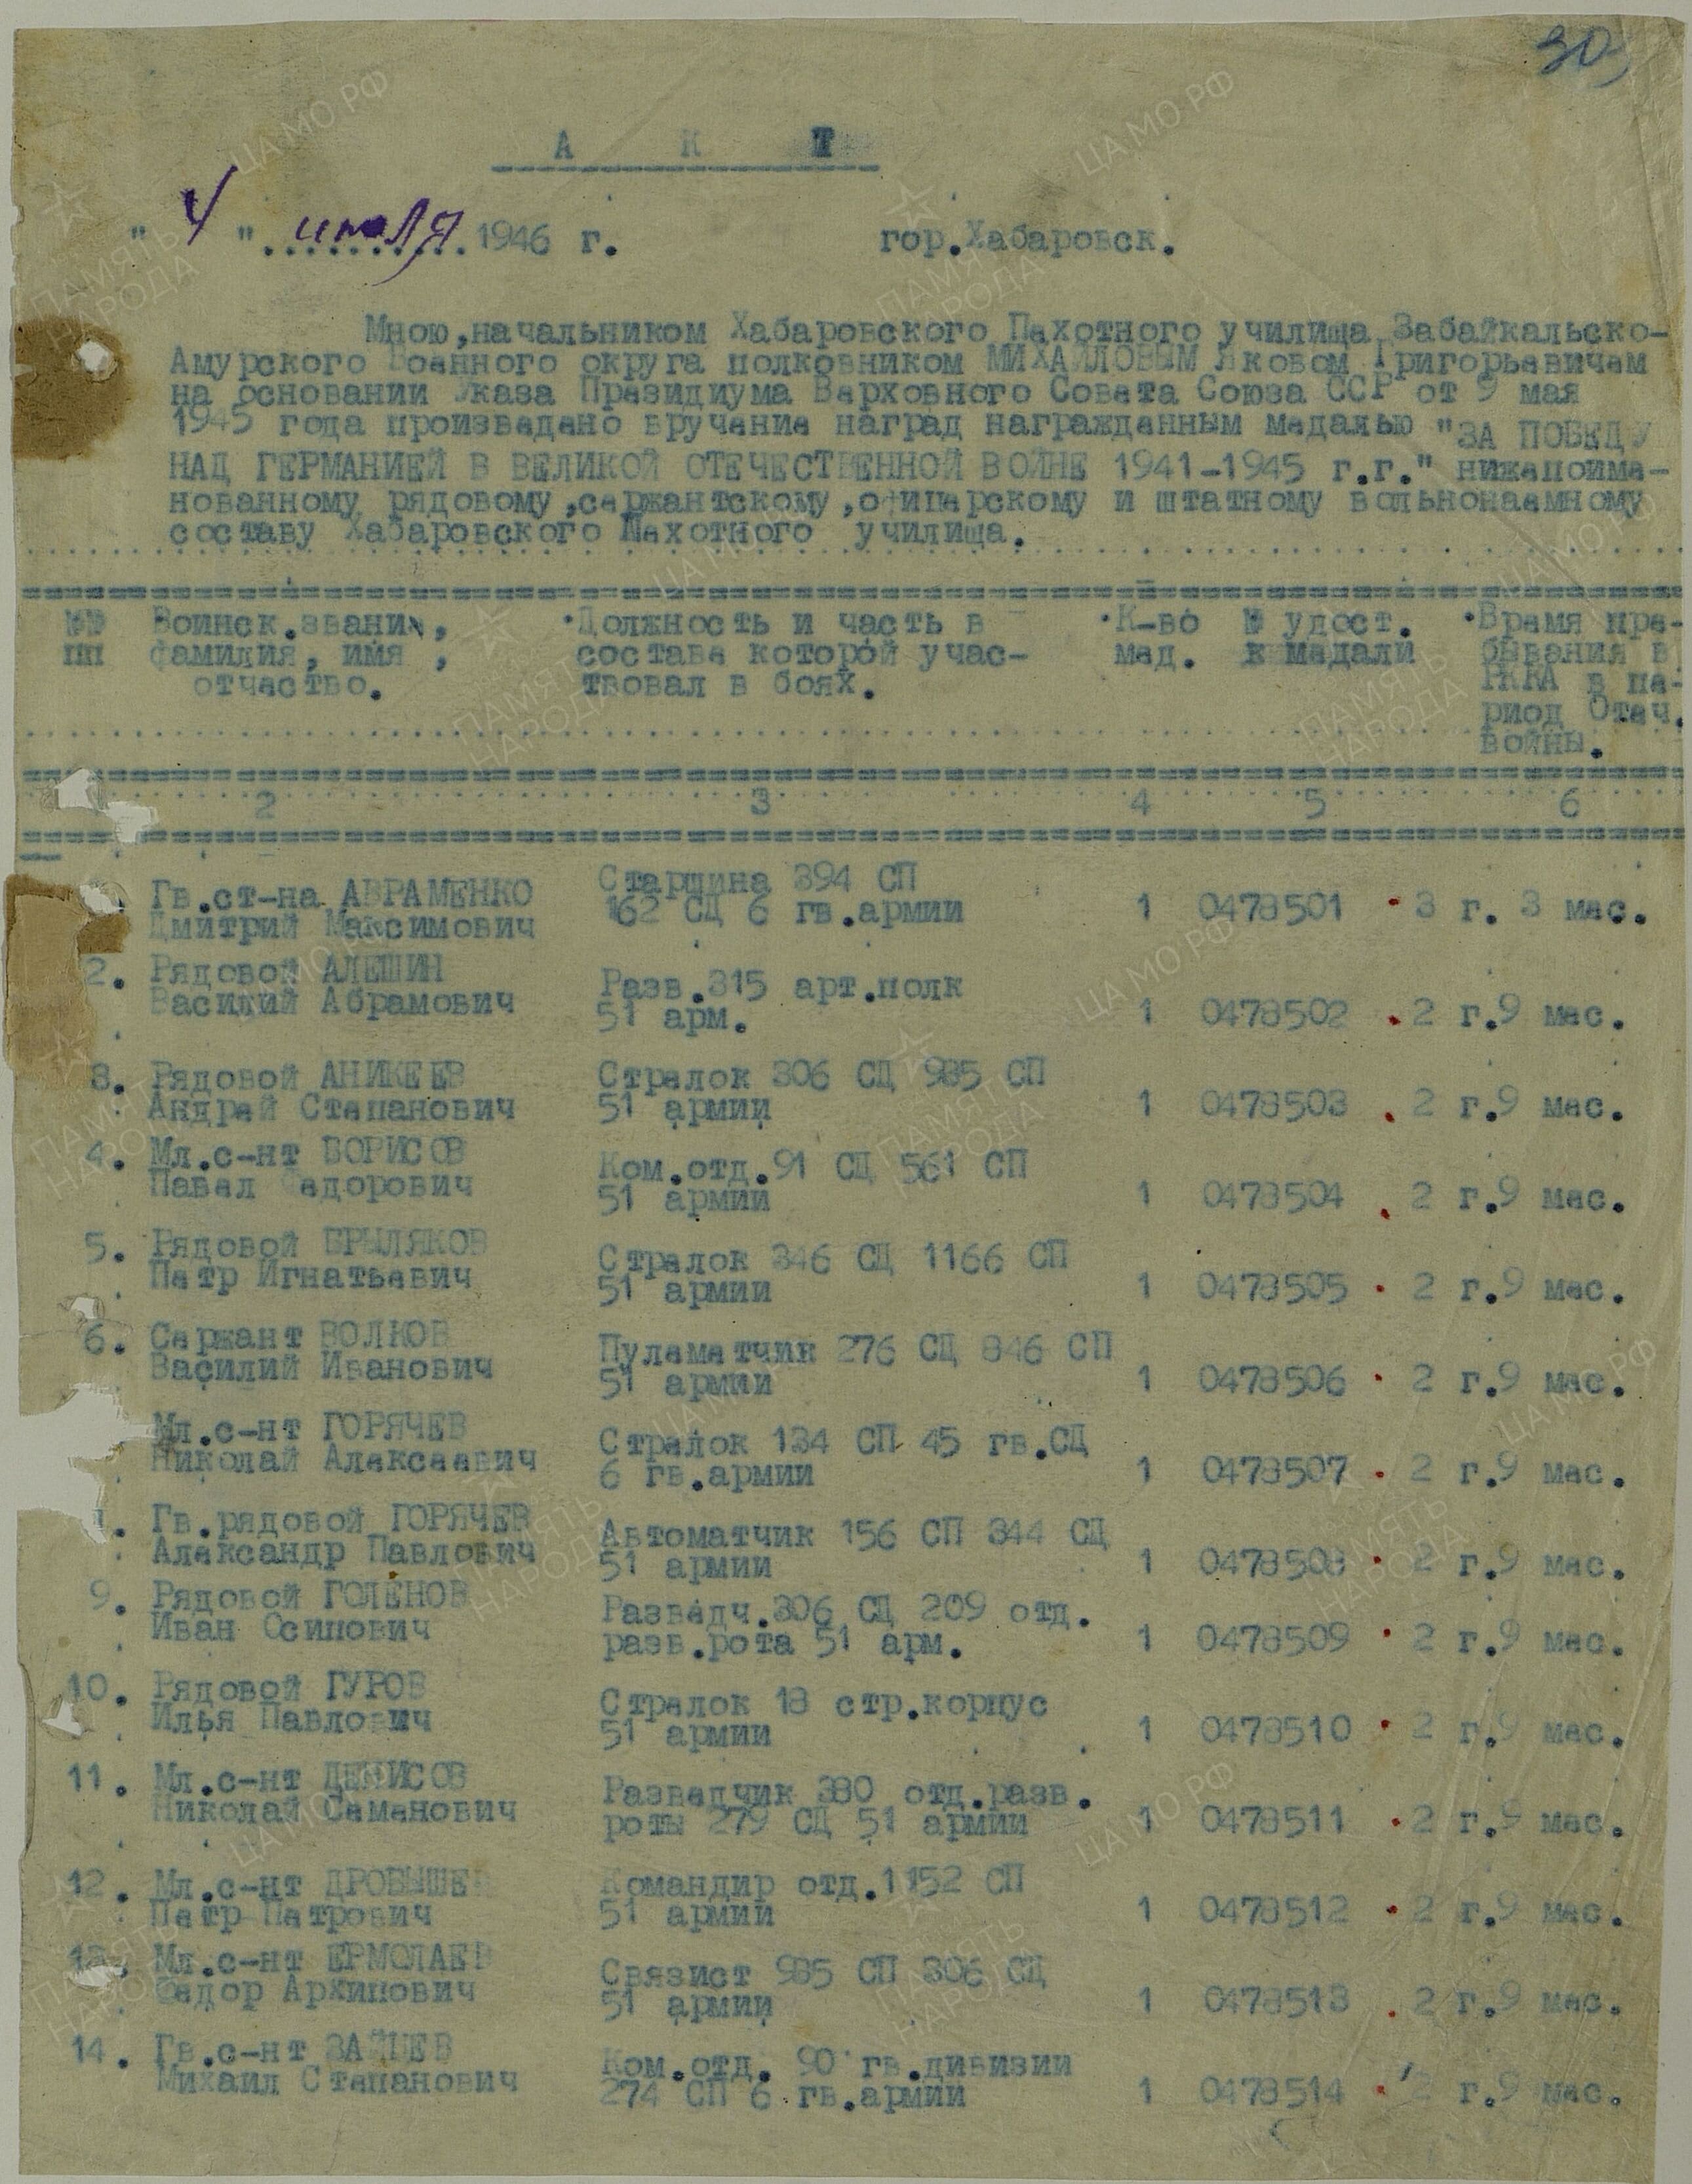 30
А К Т
" 4 " июля 1946 г. гор.Хабаровск.
Мною,начальником Хабаровского Пехотного училища Забайкальско-
Амурского Военного округа полковником МИХАЙЛОВЫМ Яковом Григорьевичем
на основании Указа Президиума Верховного Совета Союза ССР от 9 мая
1945 года произведено вручение наград награжденным медалью "ЗА ПОБЕДУ
НАД ГЕРМАНИЕЙ В ВЕЛИКОЙ ОТЕЧЕСТВЕННОЙ ВОЙНЕ 1941-1945 г.г." нижепоиме-
нованному рядовому,сержантскому,офицерскому и штатному вольнонаемному
составу Хабаровского Пехотного училища.
№№ Воинск.звани, Должность и часть в К-во № удост. Время пре-
пп фамилия, имя , составе которой учас- мед. к медали бывания в
отчество. твовал в боях. РККА в пе-
риод Отеч.
войны.
2 3 4 5 6
Гв.ст-на АВРАМЕНКО Старшина 394 СП
Дмитрий Максимович 162 СД 6 гв.армии 1 0478501 3 г. 3 мес.
2. Рядовой АЛЕШИН Разв.315 арт.полк
Василий Абрамович 51 арм. 1 0478502 2 г.9 мес.
3. Рядовой АНИКЕЕВ Стрелок 306 СД 985 СП
Андрей Степанович 51 армии 1 0478503 2 г.9 мес.
4. Мл.с-нт БОРИСОВ Ком.отд.91 СД 561 СП
Павел Федорович 51 армии 1 0478504 2 г.9 мес.
5. Рядовой БРЫЛЯКОВ Стрелок 346 СД 1166 СП
Петр Игнатьевич 51 армии 1 0478505 2 г.9 мес.
6. Сержант ВОЛКОВ Пулеметчик 276 СД 846 СП
Василий Иванович 51 армии 1 0478506 2 г.9 мес.
Мл.с-нт ГОРЯЧЕВ Стрелок 134 СП 45 гв.СД
Николай Алексеевич 6 гв.армии 1 0478507 2 г.9 мес.
Гв.рядовой ГОРЯЧЕВ Автоматчик 156 СП 344 СД
Александр Павлович 51 армии 1 0478508 2 г.9 мес.
9. Рядовой ГОЛЕНОВ Разведч.306 СД 209 отд.
Иван Осипович разв.рота 51 арм. 1 0478509 2 г.9 мес.
10. Рядовой ГУРОВ Стрелок 18 стр.корпус
Илья Павлович 51 армии 1 0478510 2 г.9 мес.
11. Мл.с-нт ДЕНИСОВ Разведчик 380 отд.разв.
Николай Семенович роты 279 СД 51 армии 1 0478511 2 г.9 мес.
12. Мл.с-нт ДРОБЫШЕВ Командир отд.1152 СП
Петр Петрович 51 армии 1 0478512 2 г.9 мес.
13. Мл.с-нт ЕРМОЛАЕВ Связист 985 СП 306 СД
Федор Архипович 51 армии 1 0478513 2 г.9 мес.
14. Гв.с-нт ЗАЙЦЕВ Ком.отд. 90 гв.дивизии
Михаил Степанович 274 СП 6 гв.армии 1 0478514 2 г.9 мес.